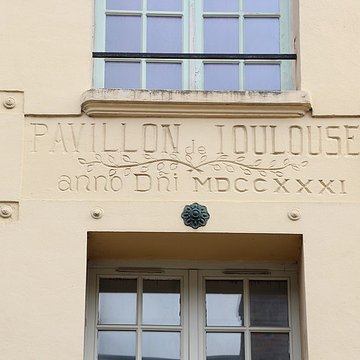 PAVILLON de TOULOUSE
anno Dni MDCCXXXI